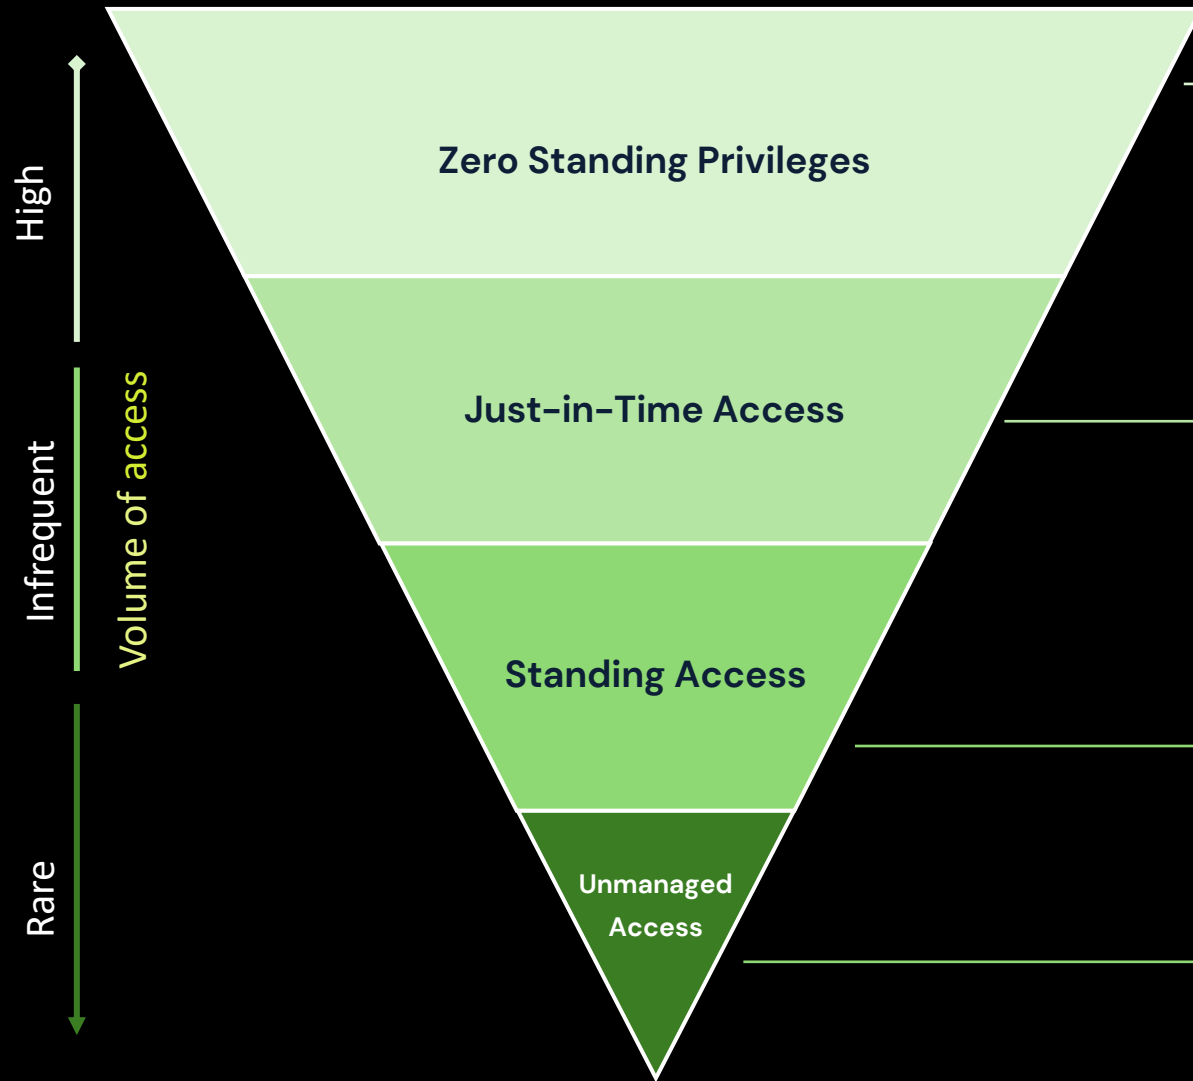 High
Infrequent
Rare
Volume of access
Zero Standing Privileges
Just-in-Time Access
Standing Access
Unmanaged
Access